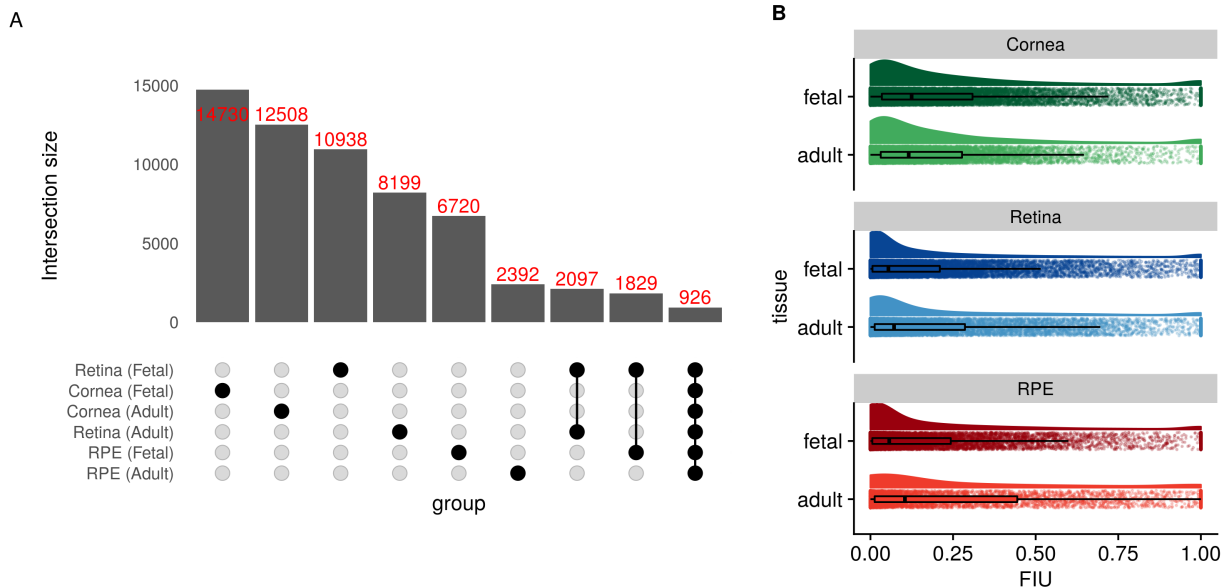 A
Intersection size
15000
10000
5000
0
14730
12508
10938
8199
6720
2392
2097
1829
926
Retina (Fetal)
Cornea (Fetal)
Cornea (Adult)
Retina (Adult)
RPE (Fetal)
RPE (Adult)
group
B
tissue
Cornea
fetal
adult
Retina
fetal
adult
RPE
fetal
adult
0.00
0.25
0.50
0.75
1.00
FIU